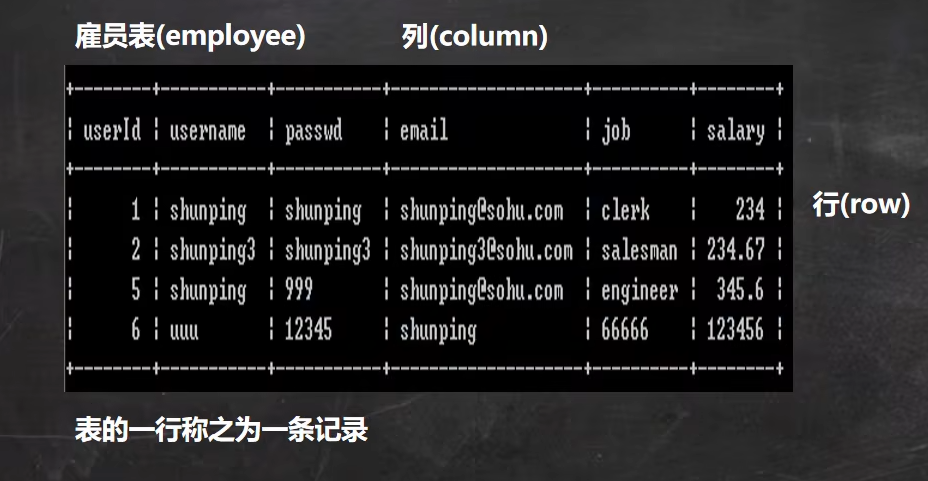 雇员表(employee) 列(column)
+--------+-----------+-----------+--------------------+----------+--------+
| userId | username | passwd | email | job | salary |
+--------+-----------+-----------+--------------------+----------+--------+
| 1 | shunping | shunping | shunping@sohu.com | clerk | 234 |
行(row)
| 2 | shunping3 | shunping3 | shunping3@sohu.com | salesman | 234.67 |
| 5 | shunping | 999 | shunping@sohu.com | engineer | 345.6 |
| 6 | uuu | 12345 | shunping | 66666 | 123456 |
+--------+-----------+-----------+--------------------+----------+--------+
表的一行称之为一条记录